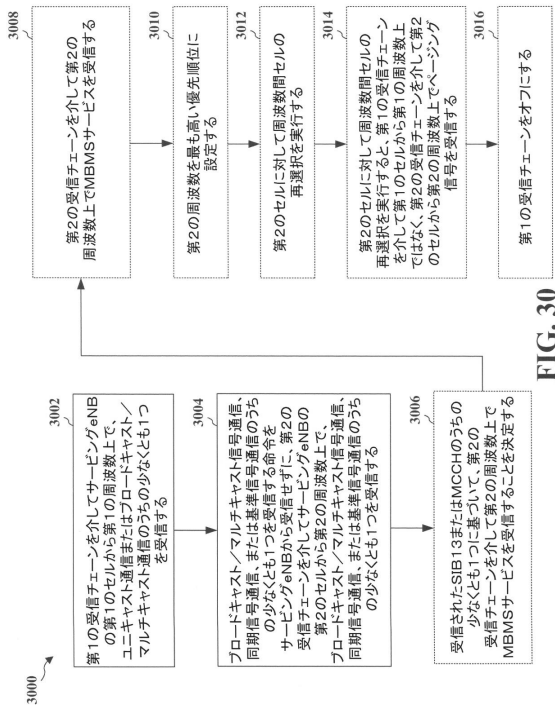 3000
3002
第1の受信チェーンを介してサービングeNB
の第1のセルから第1の周波数上で、
ユニキャスト通信またはブロードキャスト/
マルチキャスト通信のうちの少なくとも1つ
を受信する
3004
ブロードキャスト/マルチキャスト信号通信、
同期信号通信、または基準信号通信のうち
の少なくとも1つを受信する命令を
サービングeNBから受信せずに、第2の
受信チェーンを介してサービングeNBの
第2のセルから第2の周波数上で、
ブロードキャスト/マルチキャスト信号通信、
同期信号通信、または基準信号通信のうち
の少なくとも1つを受信する
3006
受信されたSIB13またはMCCHのうちの
少なくとも1つに基づいて、第2の
受信チェーンを介して第2の周波数上で
MBMSサービスを受信することを決定する
3008
第2の受信チェーンを介して第2の
周波数上でMBMSサービスを受信する
3010
第2の周波数を最も高い優先順位に
設定する
3012
第2のセルに対して周波数間セルの
再選択を実行する
3014
第2のセルに対して周波数間セルの
再選択を実行すると、第1の受信チェーン
を介して第1のセルから第1の周波数上
ではなく、第2の受信チェーンを介して第2
のセルから第2の周波数上でページング
信号を受信する
3016
第1の受信チェーンをオフにする
FIG. 30